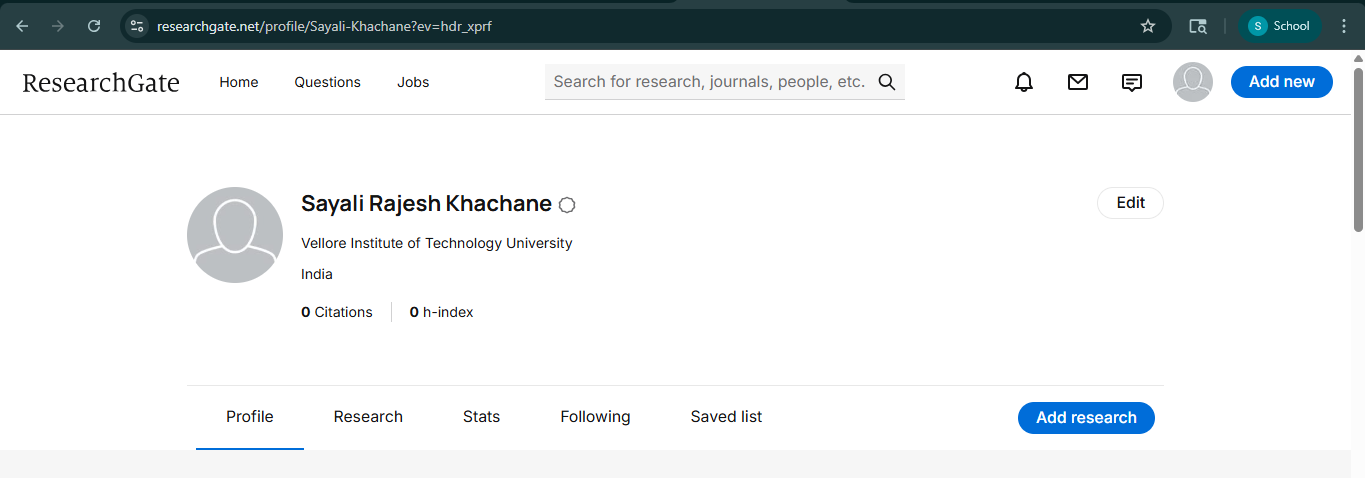 researchgate.net/profile/Sayali-Khachane?ev=hdr_xprf
S School
ResearchGate Home Questions Jobs Search for research, journals, people, etc. Add new
Sayali Rajesh Khachane Edit
Vellore Institute of Technology University
India
0 Citations 0 h-index
Profile Research Stats Following Saved list Add research